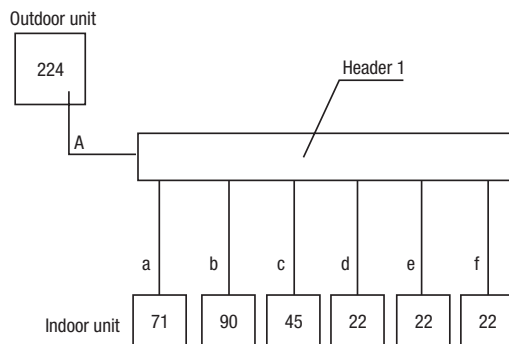 Outdoor unit
224
Header 1
A
a b c d e f
Indoor unit 71 90 45 22 22 22